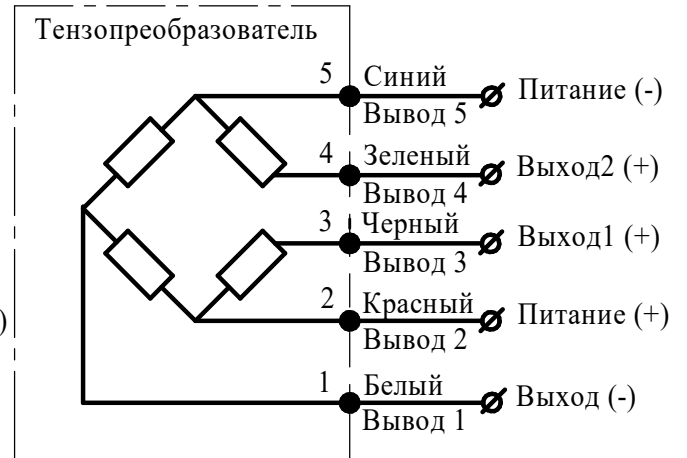 Тензопреобразователь
5 Синий
Вывод 5
Питание (-)
4 Зеленый
Вывод 4
Выход2 (+)
3 Черный
Вывод 3
Выход1 (+)
)
2 Красный
Вывод 2
Питание (+)
1 Белый
Вывод 1
Выход (-)